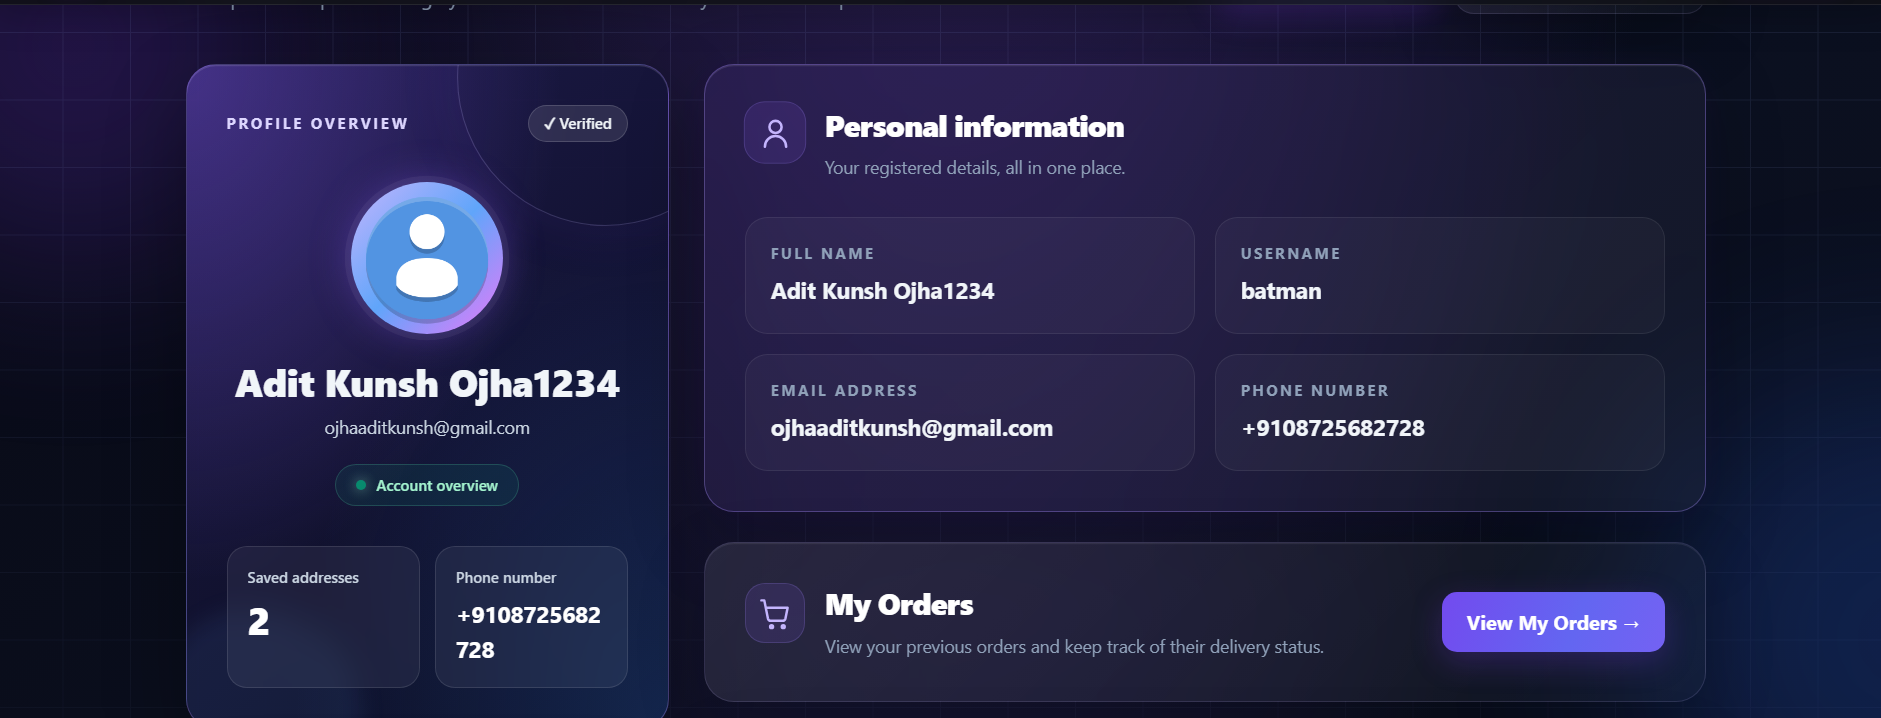 PROFILE OVERVIEW
✓ Verified
Adit Kunsh Ojha1234
ojhaaditkunsh@gmail.com
Account overview
Saved addresses
2
Phone number
+9108725682
728
Personal information
Your registered details, all in one place.
FULL NAME
Adit Kunsh Ojha1234
USERNAME
batman
EMAIL ADDRESS
ojhaaditkunsh@gmail.com
PHONE NUMBER
+9108725682728
My Orders
View your previous orders and keep track of their delivery status.
View My Orders →